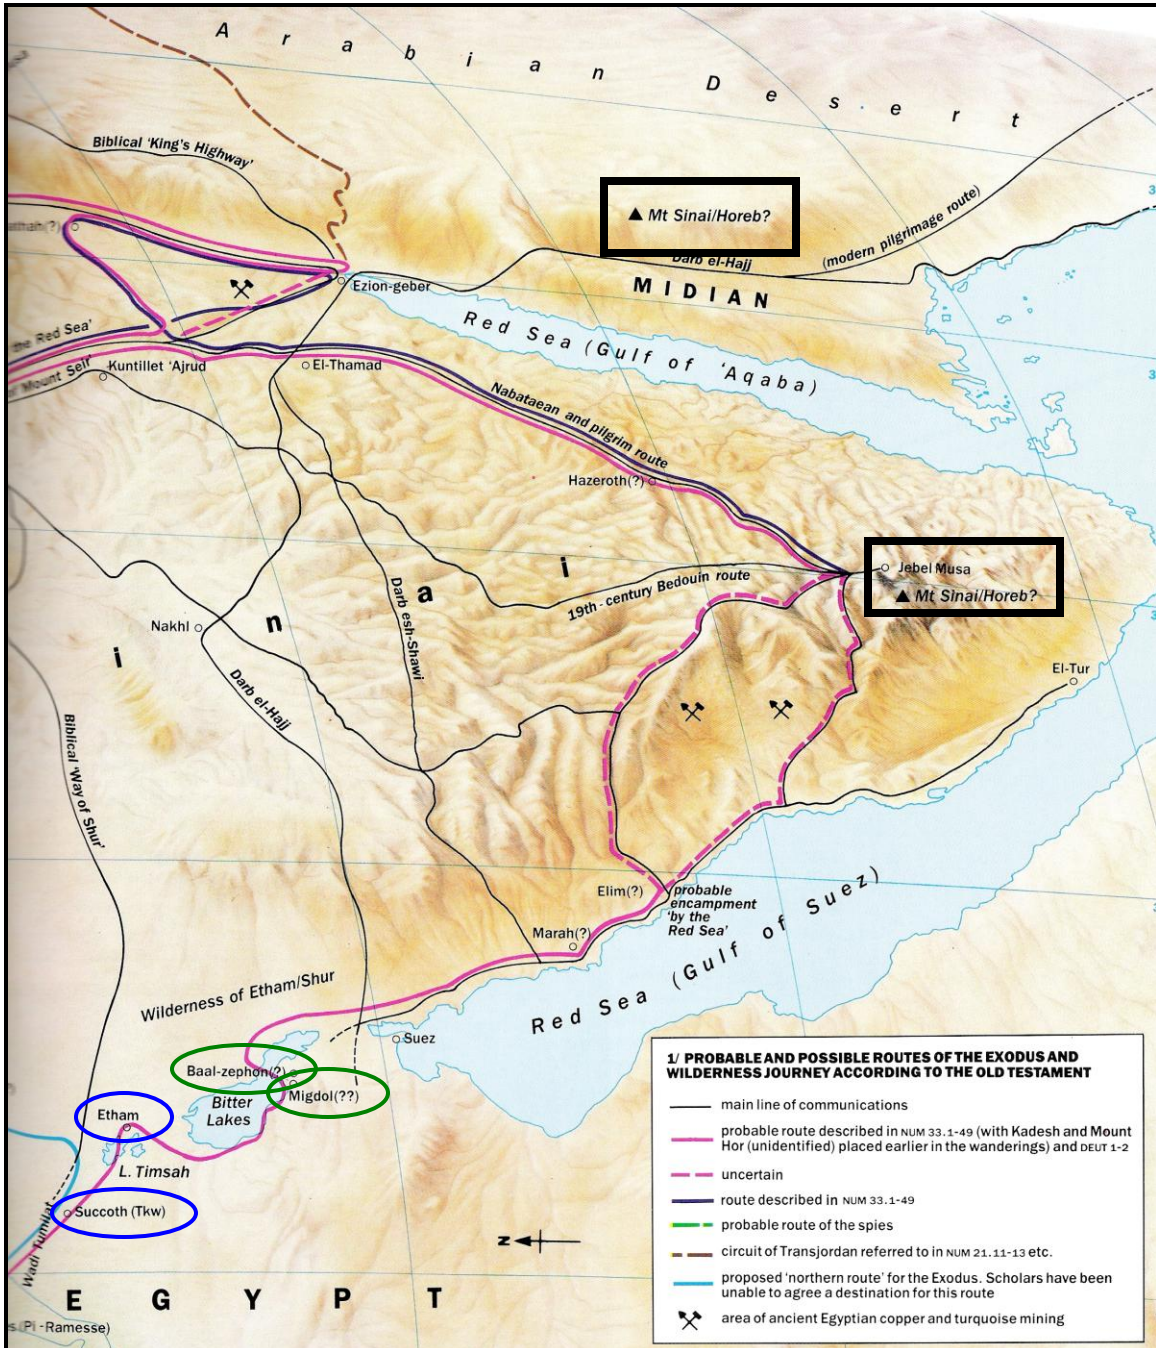 Arabian Desert
Biblical 'King's Highway'
Mt Sinai/Horeb?
Darb el-Hajj
(modern pilgrimage route)
MIDIAN
(?)
Ezion-geber
Red Sea (Gulf of 'Aqaba)
the Red Sea'
Mount Seir'
Kuntillet 'Ajrud
El-Thamad
Nabataean and pilgrim route
Hazeroth(?)
i
Jebel Musa
Mt Sinai/Horeb?
19th-century Bedouin route
a
Darb esh-Shawi
n
Nakhl
i
Darb el-Hajj
El-Tur
Biblical 'Way of Shur'
Elim(?)
probable
encampment
'by the
Red Sea'
Marah(?)
Red Sea (Gulf of Suez)
Wilderness of Etham/Shur
Suez
Baal-zephon(?)
Migdol(??)
Bitter
Lakes
Etham
L. Timsah
Succoth (Tkw)
Wadi Tumilat
N
EGYPT
(Pi-Ramesse)
1/ PROBABLE AND POSSIBLE ROUTES OF THE EXODUS AND
WILDERNESS JOURNEY ACCORDING TO THE OLD TESTAMENT
main line of communications
probable route described in NUM 33.1-49 (with Kadesh and Mount
Hor (unidentified) placed earlier in the wanderings) and DEUT 1-2
uncertain
route described in NUM 33.1-49
probable route of the spies
circuit of Transjordan referred to in NUM 21.11-13 etc.
proposed 'northern route' for the Exodus. Scholars have been
unable to agree a destination for this route
area of ancient Egyptian copper and turquoise mining